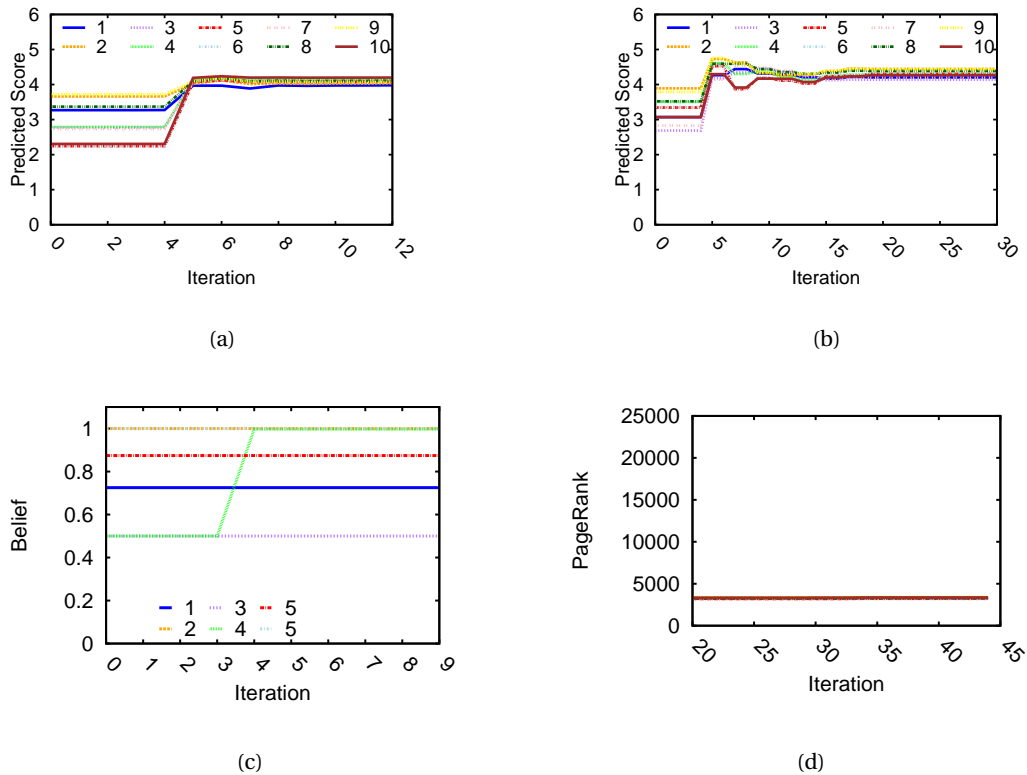 6
5
4
3
2
1
0
Predicted Score
1 3 5 7 9
2 4 6 8 10
0 2 4 6 8 10 12
Iteration
(a)
6
5
4
3
2
1
0
Predicted Score
1 3 5 7 9
2 4 6 8 10
0 5 10 15 20 25 30
Iteration
(b)
1
0.8
0.6
0.4
0.2
0
Belief
1 3 5
2 4 5
0 1 2 3 4 5 6 7 8 9
Iteration
(c)
25000
20000
15000
10000
5000
0
PageRank
20 25 30 35 40 45
Iteration
(d)